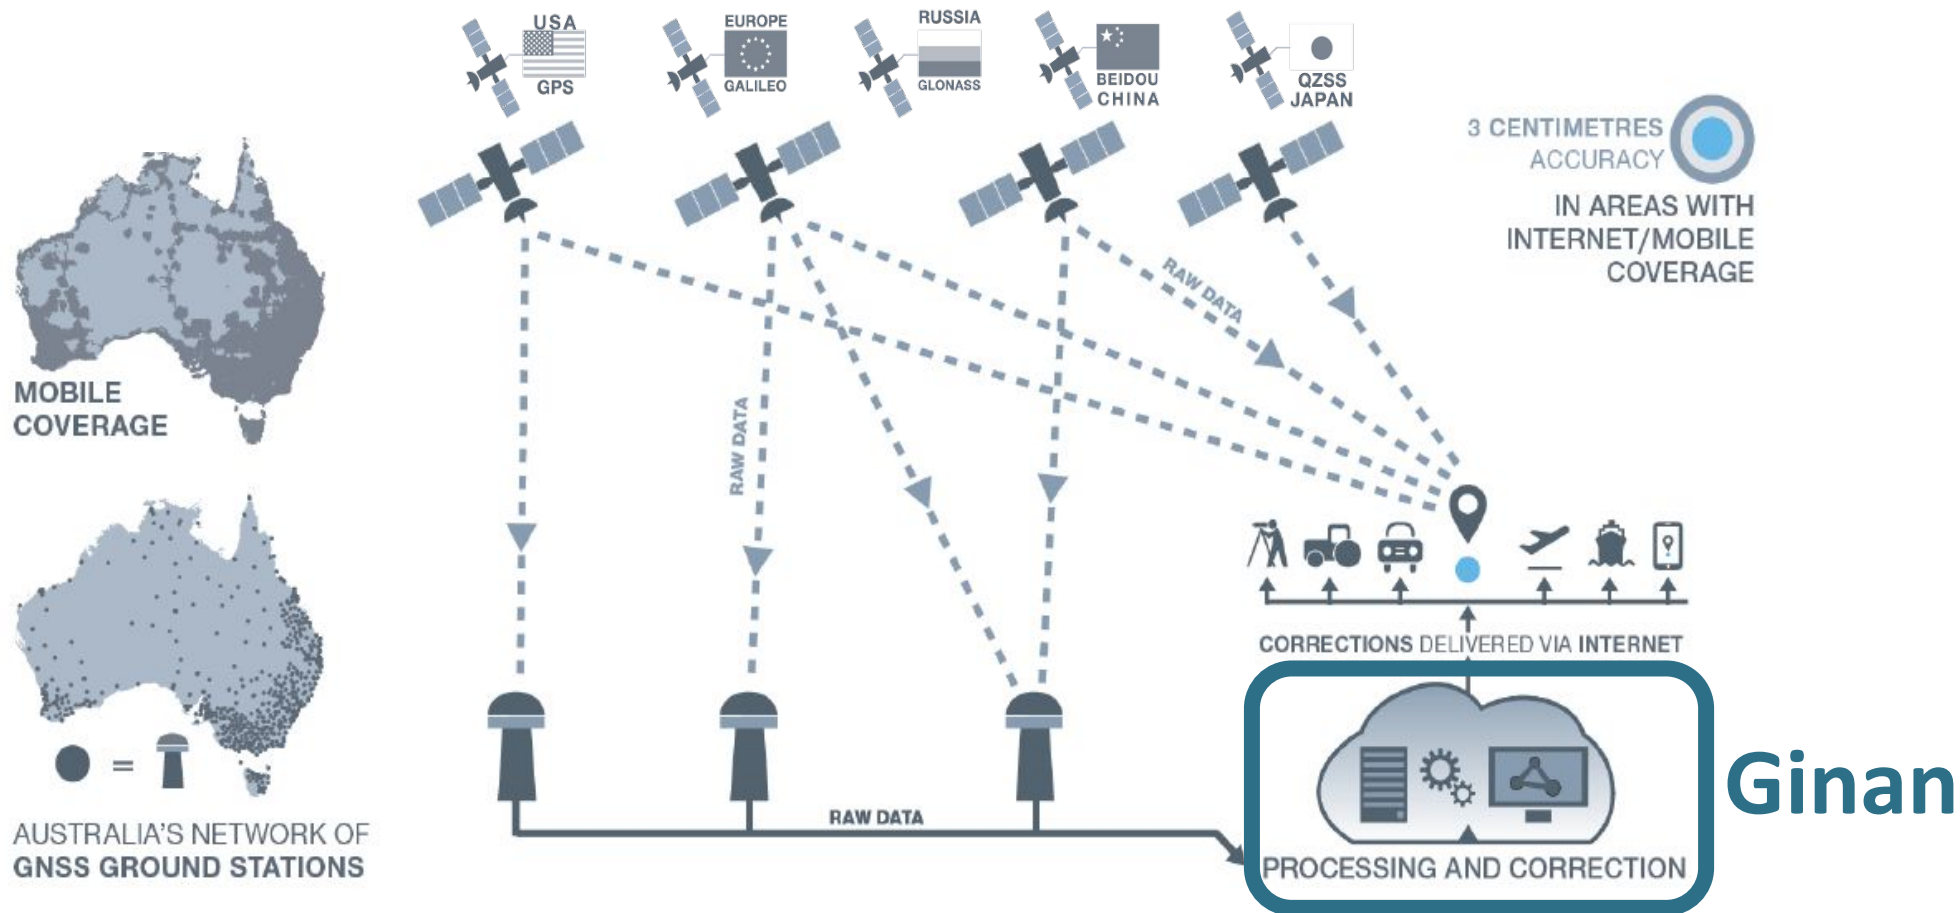 USA
GPS
EUROPE
GALILEO
RUSSIA
GLONASS
BEIDOU
CHINA
QZSS
JAPAN
3 CENTIMETRES
ACCURACY
IN AREAS WITH
INTERNET/MOBILE
COVERAGE
MOBILE
COVERAGE
RAW DATA
RAW DATA
=
AUSTRALIA'S NETWORK OF
GNSS GROUND STATIONS
RAW DATA
CORRECTIONS DELIVERED VIA INTERNET
PROCESSING AND CORRECTION
Ginan